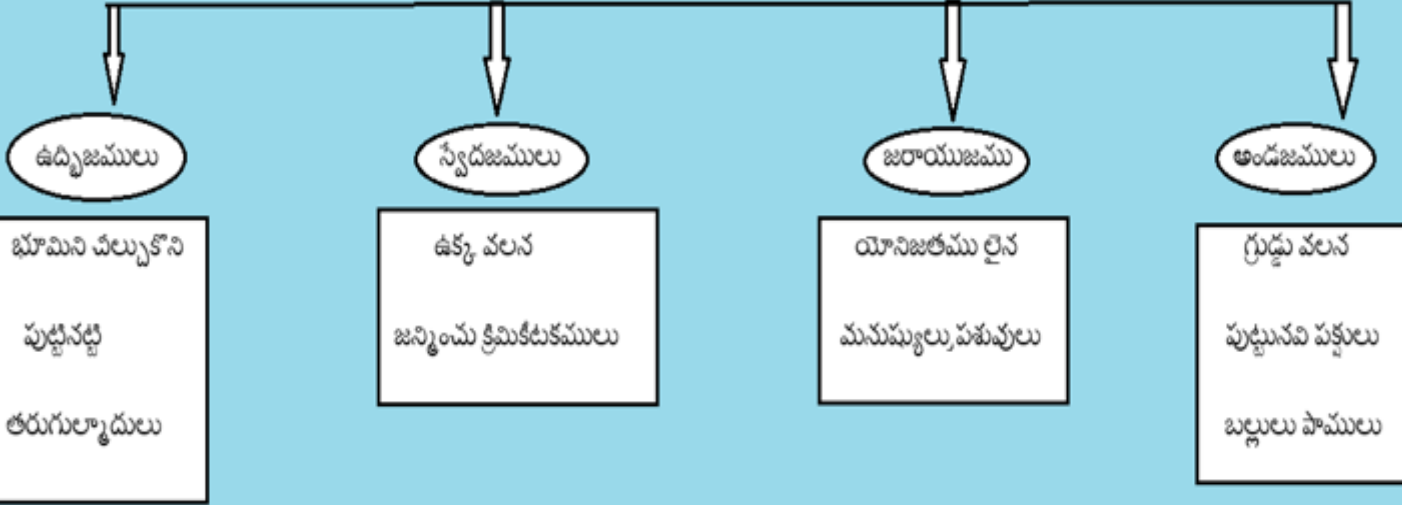 ఉద్భిజములు
భూమిని చీల్చుకొని
పుట్టినట్టి
తరుగుల్మాదులు
స్వేదజములు
ఉక్క వలన
జన్మించు క్రిమికీటకములు
జరాయుజము
యోనిజతము లైన
మనుష్యులు,పశువులు
అండజములు
గ్రుడ్డు వలన
పుట్టునవి పక్షులు
బల్లులు పాములు